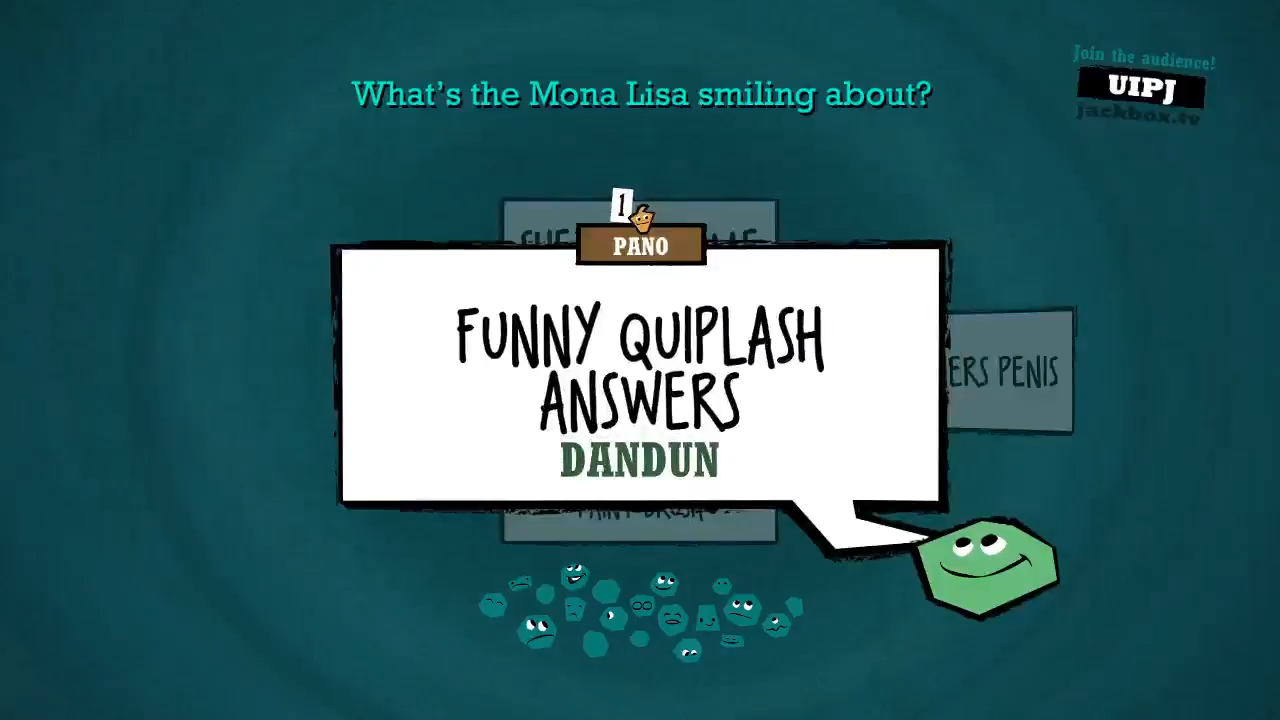 Join the audience!
UIPJ
jackbox.tv
What's the Mona Lisa smiling about?
1
PANO
FUNNY QUIPLASH
ANSWERS
DANDUN
PENIS